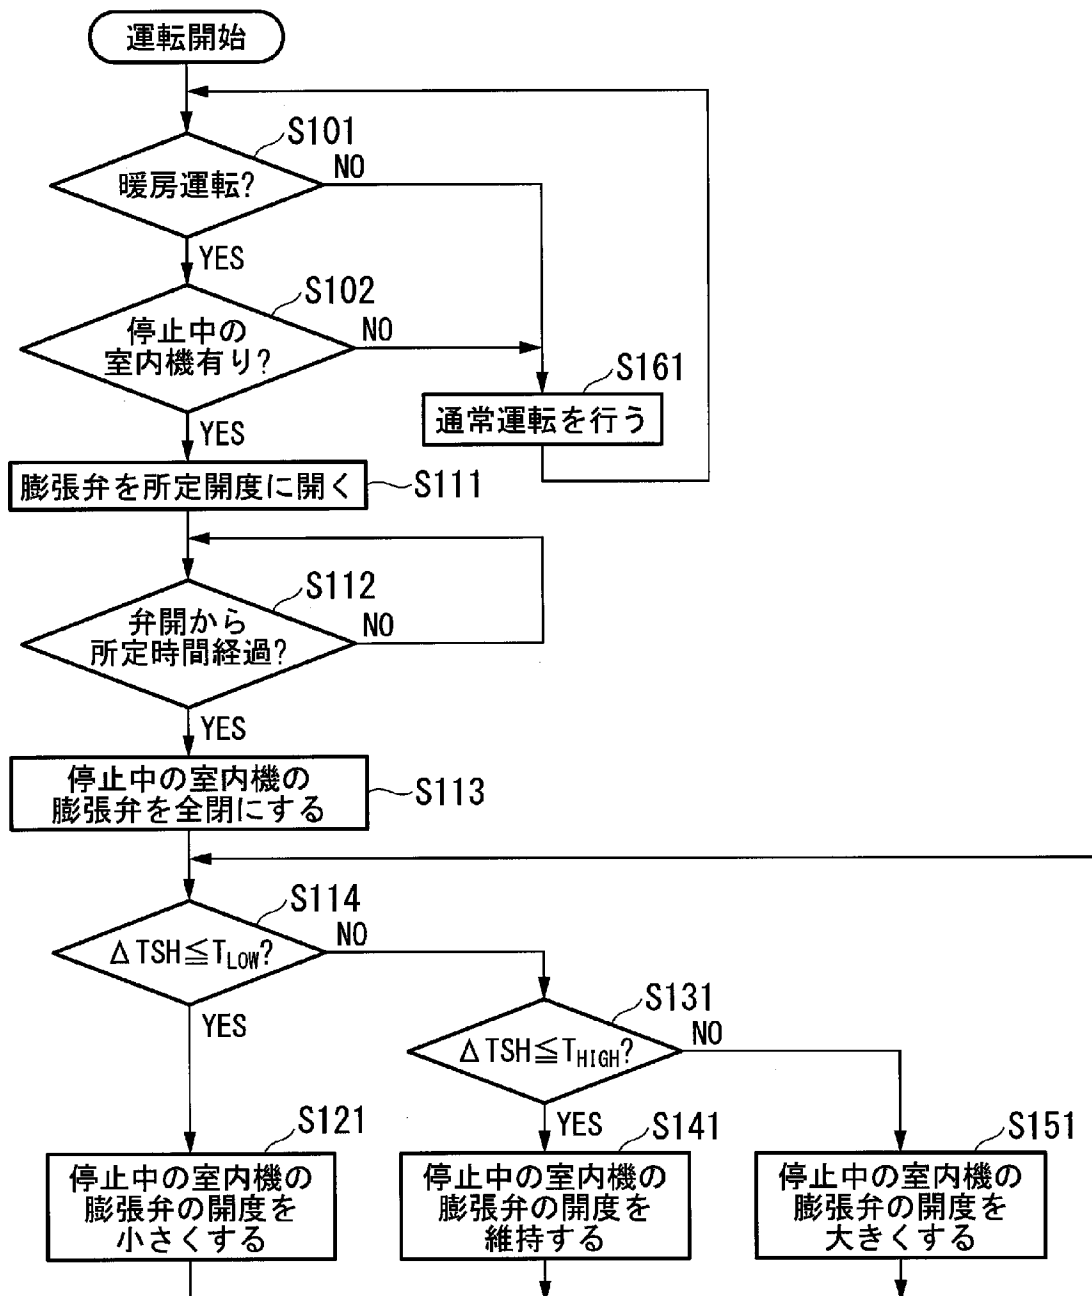 運転開始
S101
暖房運転?
NO
YES
S102
停止中の
室内機有り?
NO
S161
通常運転を行う
YES
膨張弁を所定開度に開く
S111
S112
弁開から
所定時間経過?
NO
YES
停止中の室内機の
膨張弁を全閉にする
S113
S114
ΔTSH≦TLOW?
NO
YES
S131
ΔTSH≦THIGH?
NO
YES
S121
停止中の室内機の
膨張弁の開度を
小さくする
S141
停止中の室内機の
膨張弁の開度を
維持する
S151
停止中の室内機の
膨張弁の開度を
大きくする